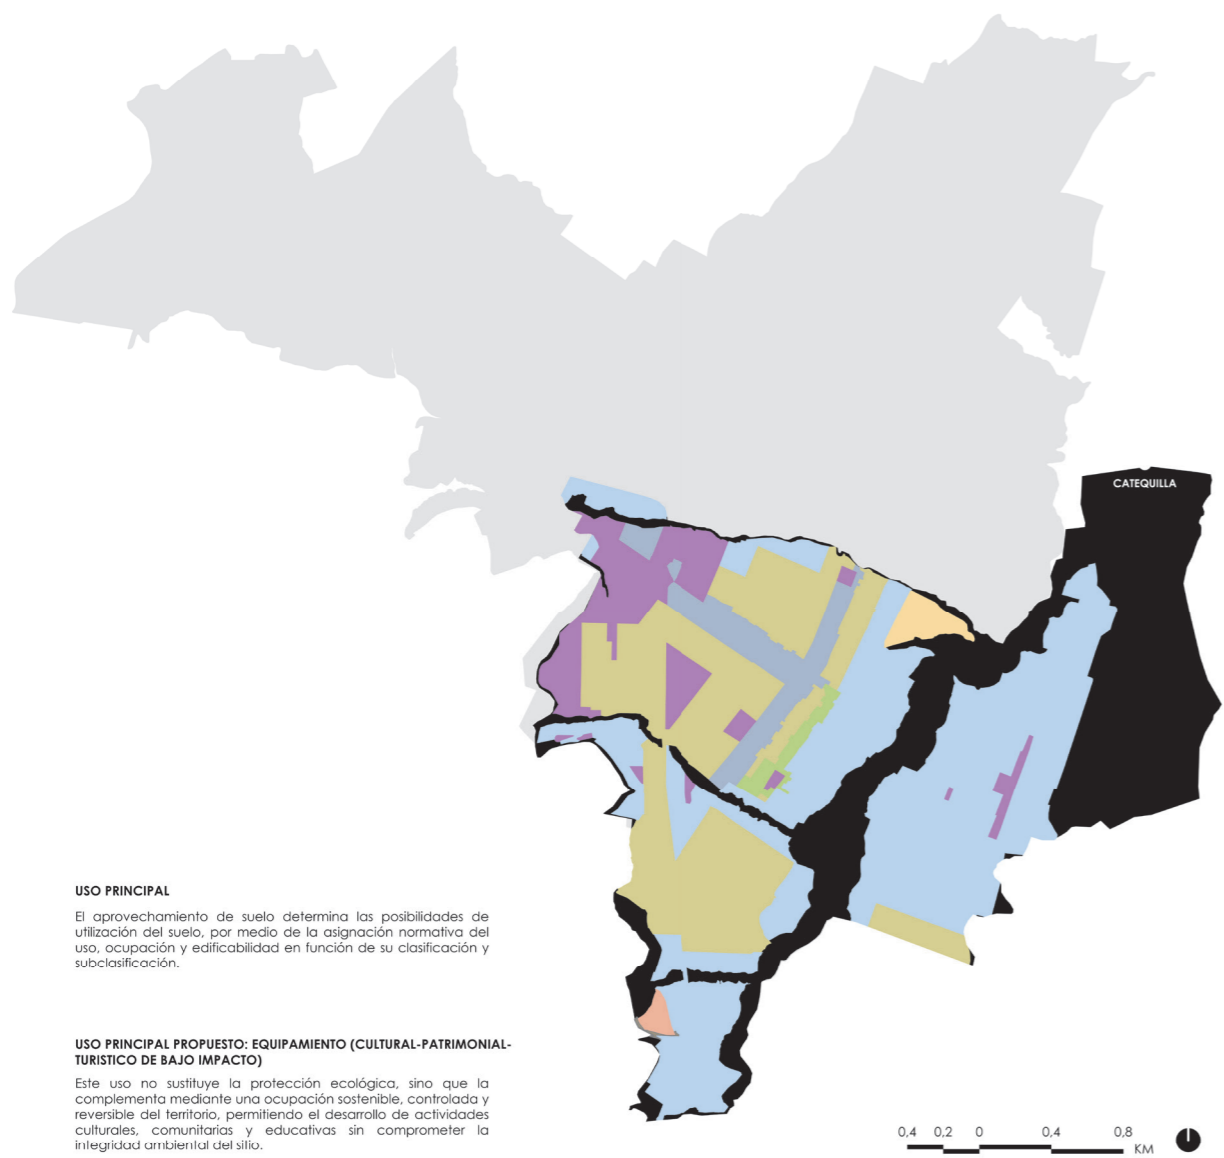 CATEQUILLA
USO PRINCIPAL
El aprovechamiento de suelo determina las posibilidades de
utilización del suelo, por medio de la asignación normativa del
uso, ocupación y edificabilidad en función de su clasificación y
subclasificación.
USO PRINCIPAL PROPUESTO: EQUIPAMIENTO (CULTURAL-PATRIMONIAL-
TURISTICO DE BAJO IMPACTO)
Este uso no sustituye la protección ecológica, sino que la
complementa mediante una ocupación sostenible, controlada y
reversible del territorio, permitiendo el desarrollo de actividades
culturales, comunitarias y educativas sin comprometer la
integridad ambiental del sitio.
0,4 0,2 0 0,4 0,8
KM